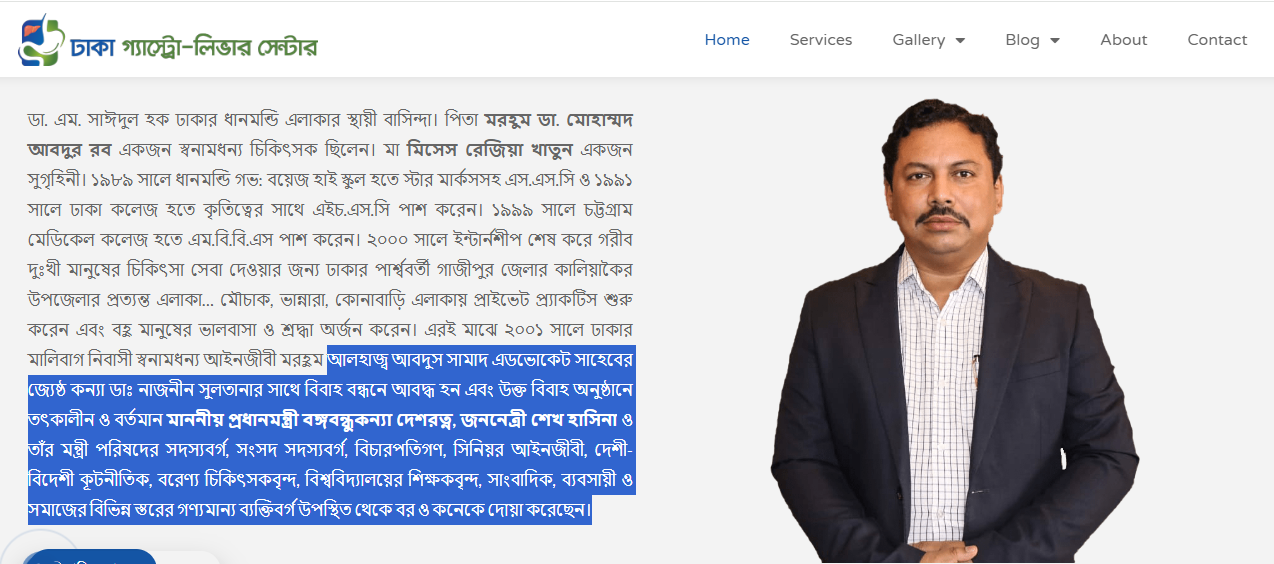 ঢাকা গ্যাস্ট্রো-লিভার সেন্টার
Home Services Gallery Blog About Contact
ডা. এম. সাঈদুল হক ঢাকার ধানমন্ডি এলাকার স্থায়ী বাসিন্দা। পিতা মরহুম ডা. মোহাম্মদ
আবদুর রব একজন স্বনামধন্য চিকিৎসক ছিলেন। মা মিসেস রেজিয়া খাতুন একজন
সুগৃহিনী। ১৯৮৯ সালে ধানমন্ডি গভ: বয়েজ হাই স্কুল হতে স্টার মার্কসসহ এস.এস.সি ও ১৯৯১
সালে ঢাকা কলেজ হতে কৃতিত্বের সাথে এইচ.এস.সি পাশ করেন। ১৯৯৯ সালে চট্টগ্রাম
মেডিকেল কলেজ হতে এম.বি.বি.এস পাশ করেন। ২০০০ সালে ইন্টার্নশীপ শেষ করে গরীব
দুঃখী মানুষের চিকিৎসা সেবা দেওয়ার জন্য ঢাকার পার্শ্ববর্তী গাজীপুর জেলার কালিয়াকৈর
উপজেলার প্রত্যন্ত এলাকা... মৌচাক, ভান্নারা, কোনাবাড়ি এলাকায় প্রাইভেট প্র্যাকটিস শুরু
করেন এবং বহু মানুষের ভালবাসা ও শ্রদ্ধা অর্জন করেন। এরই মাঝে ২০০১ সালে ঢাকার
মালিবাগ নিবাসী স্বনামধন্য আইনজীবী মরহুম আলহাজ্ব আবদুস সামাদ এডভোকেট সাহেবের
জ্যেষ্ঠ কন্যা ডাঃ নাজনীন সুলতানার সাথে বিবাহ বন্ধনে আবদ্ধ হন এবং উক্ত বিবাহ অনুষ্ঠানে
তৎকালীন ও বর্তমান মাননীয় প্রধানমন্ত্রী বঙ্গবন্ধুকন্যা দেশরত্ন, জননেত্রী শেখ হাসিনা ও
তাঁর মন্ত্রী পরিষদের সদস্যবর্গ, সংসদ সদস্যবর্গ, বিচারপতিগণ, সিনিয়র আইনজীবী, দেশী-
বিদেশী কূটনীতিক, বরেণ্য চিকিৎসকবৃন্দ, বিশ্ববিদ্যালয়ের শিক্ষকবৃন্দ, সাংবাদিক, ব্যবসায়ী ও
সমাজের বিভিন্ন স্তরের গণ্যমান্য ব্যক্তিবর্গ উপস্থিত থেকে বর ও কনেকে দোয়া করেছেন।